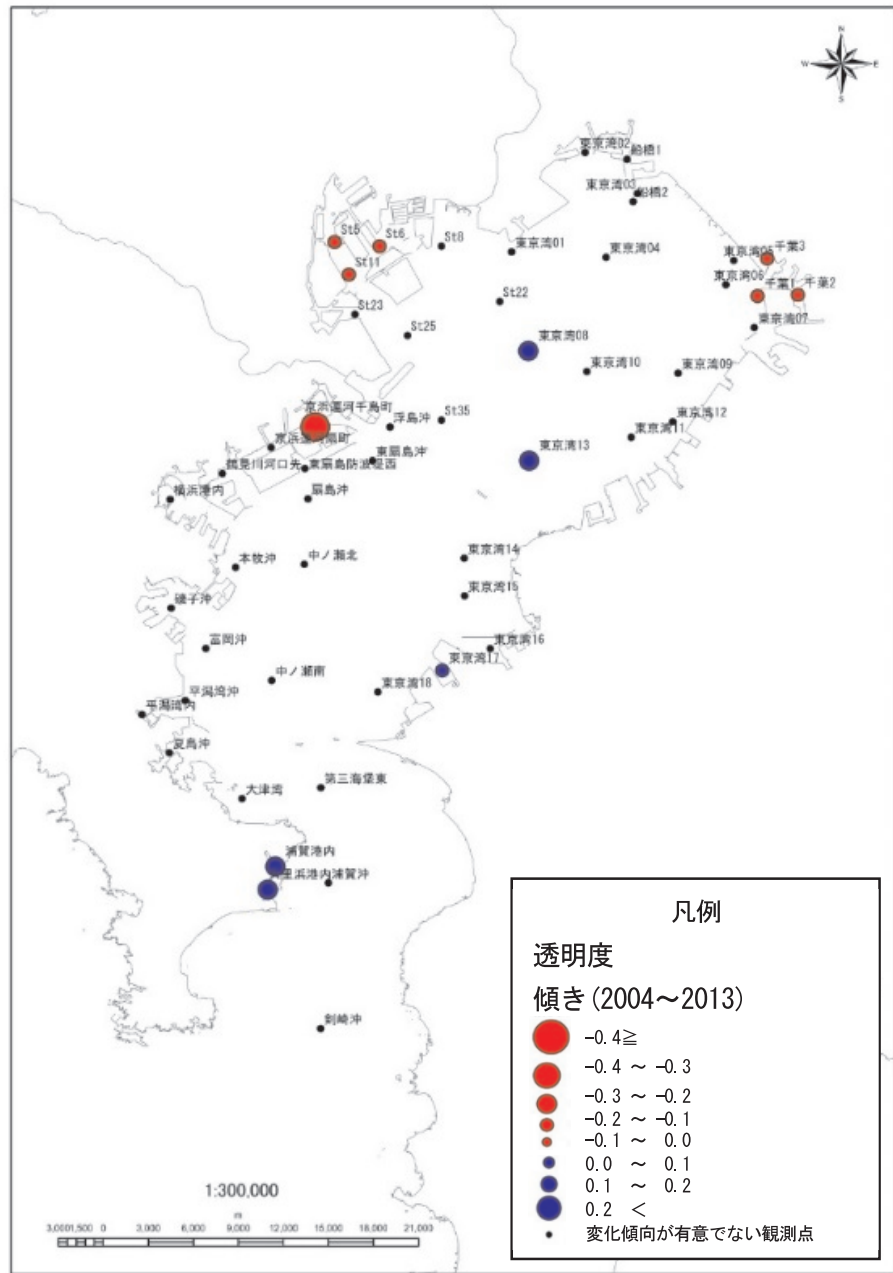 N
W
E
S
東京湾02
船橋1
東京湾03
船橋2
St5
St6
St8
東京湾01
東京湾04
東京湾05
千葉3
St11
東京湾06
千葉1
千葉2
St23
St22
東京湾07
St25
東京湾08
東京湾10
東京湾09
京浜運河千鳥町
浮島沖
St35
東京湾12
東京湾11
京浜運河扇町
東扇島沖
東京湾13
鶴見川河口先
東扇島防波堤西
横浜港内
扇島沖
本牧沖
中ノ瀬北
東京湾14
東京湾15
磯子沖
富岡沖
東京湾16
東京湾17
中ノ瀬南
東京湾18
平潟湾沖
平潟湾内
夏島沖
第三海堡東
大津湾
浦賀港内
里浜港内
浦賀沖
剣崎沖
凡例
透明度
傾き(2004～2013)
-0.4≧
-0.4 ～ -0.3
-0.3 ～ -0.2
-0.2 ～ -0.1
-0.1 ～ 0.0
0.0 ～ 0.1
0.1 ～ 0.2
0.2 <
変化傾向が有意でない観測点
1:300,000
m
3,0001,500 0 3,000 6,000 9,000 12,000 15,000 18,000 21,000